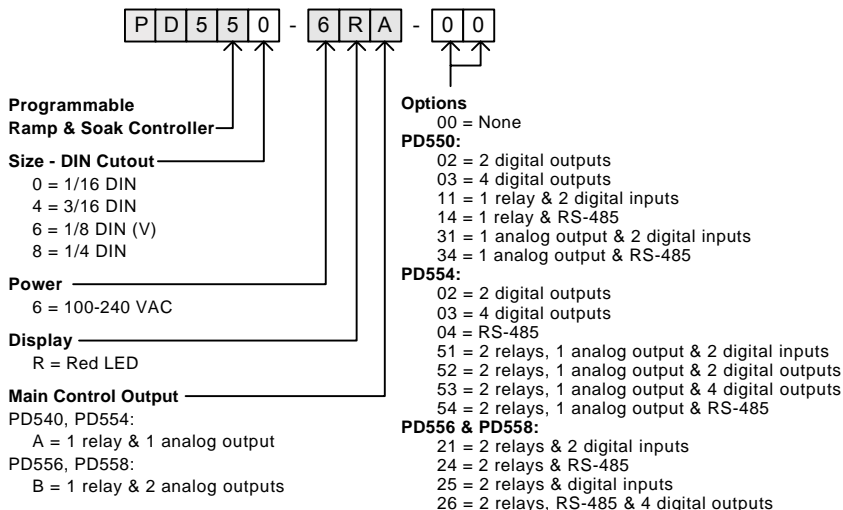 PD550 - 6RA - 00
Programmable
Ramp & Soak Controller
Size - DIN Cutout
0 = 1/16 DIN
4 = 3/16 DIN
6 = 1/8 DIN (V)
8 = 1/4 DIN
Power
6 = 100-240 VAC
Display
R = Red LED
Main Control Output
PD540, PD554:
A = 1 relay & 1 analog output
PD556, PD558:
B = 1 relay & 2 analog outputs
Options
00 = None
PD550:
02 = 2 digital outputs
03 = 4 digital outputs
11 = 1 relay & 2 digital inputs
14 = 1 relay & RS-485
31 = 1 analog output & 2 digital inputs
34 = 1 analog output & RS-485
PD554:
02 = 2 digital outputs
03 = 4 digital outputs
04 = RS-485
51 = 2 relays, 1 analog output & 2 digital inputs
52 = 2 relays, 1 analog output & 2 digital outputs
53 = 2 relays, 1 analog output & 4 digital outputs
54 = 2 relays, 1 analog output & RS-485
PD556 & PD558:
21 = 2 relays & 2 digital inputs
24 = 2 relays & RS-485
25 = 2 relays & digital inputs
26 = 2 relays, RS-485 & 4 digital outputs